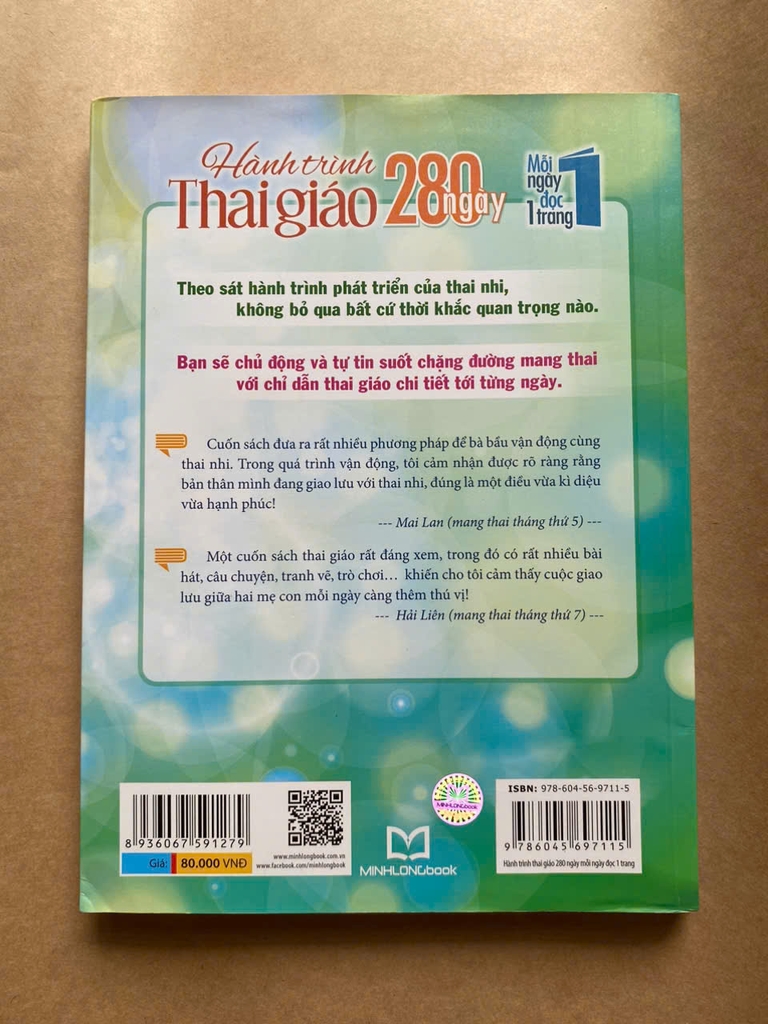 Hành trình
Thai giáo 280 ngày
Mỗi
ngày
đọc
1 trang
1
Theo sát hành trình phát triển của thai nhi,
không bỏ qua bất cứ thời khắc quan trọng nào.
Bạn sẽ chủ động và tự tin suốt chặng đường mang thai
với chỉ dẫn thai giáo chi tiết tới từng ngày.
Cuốn sách đưa ra rất nhiều phương pháp để bà bầu vận động cùng
thai nhi. Trong quá trình vận động, tôi cảm nhận được rõ ràng rằng
bản thân mình đang giao lưu với thai nhi, đúng là một điều vừa kì diệu
vừa hạnh phúc!
--- Mai Lan (mang thai tháng thứ 5) ---
Một cuốn sách thai giáo rất đáng xem, trong đó có rất nhiều bài
hát, câu chuyện, tranh vẽ, trò chơi... khiến cho tôi cảm thấy cuộc giao
lưu giữa hai mẹ con mỗi ngày càng thêm thú vị!
--- Hải Liên (mang thai tháng thứ 7) ---
8 936067 591279
Giá: 80.000 VNĐ
www.minhlongbook.com.vn
www.facebook.com/minhlongbook
MINHLONGbook
MINHLONGbook
ISBN: 978-604-56-9711-5
9 786045 697115
Hành trình thai giáo 280 ngày mỗi ngày đọc 1 trang